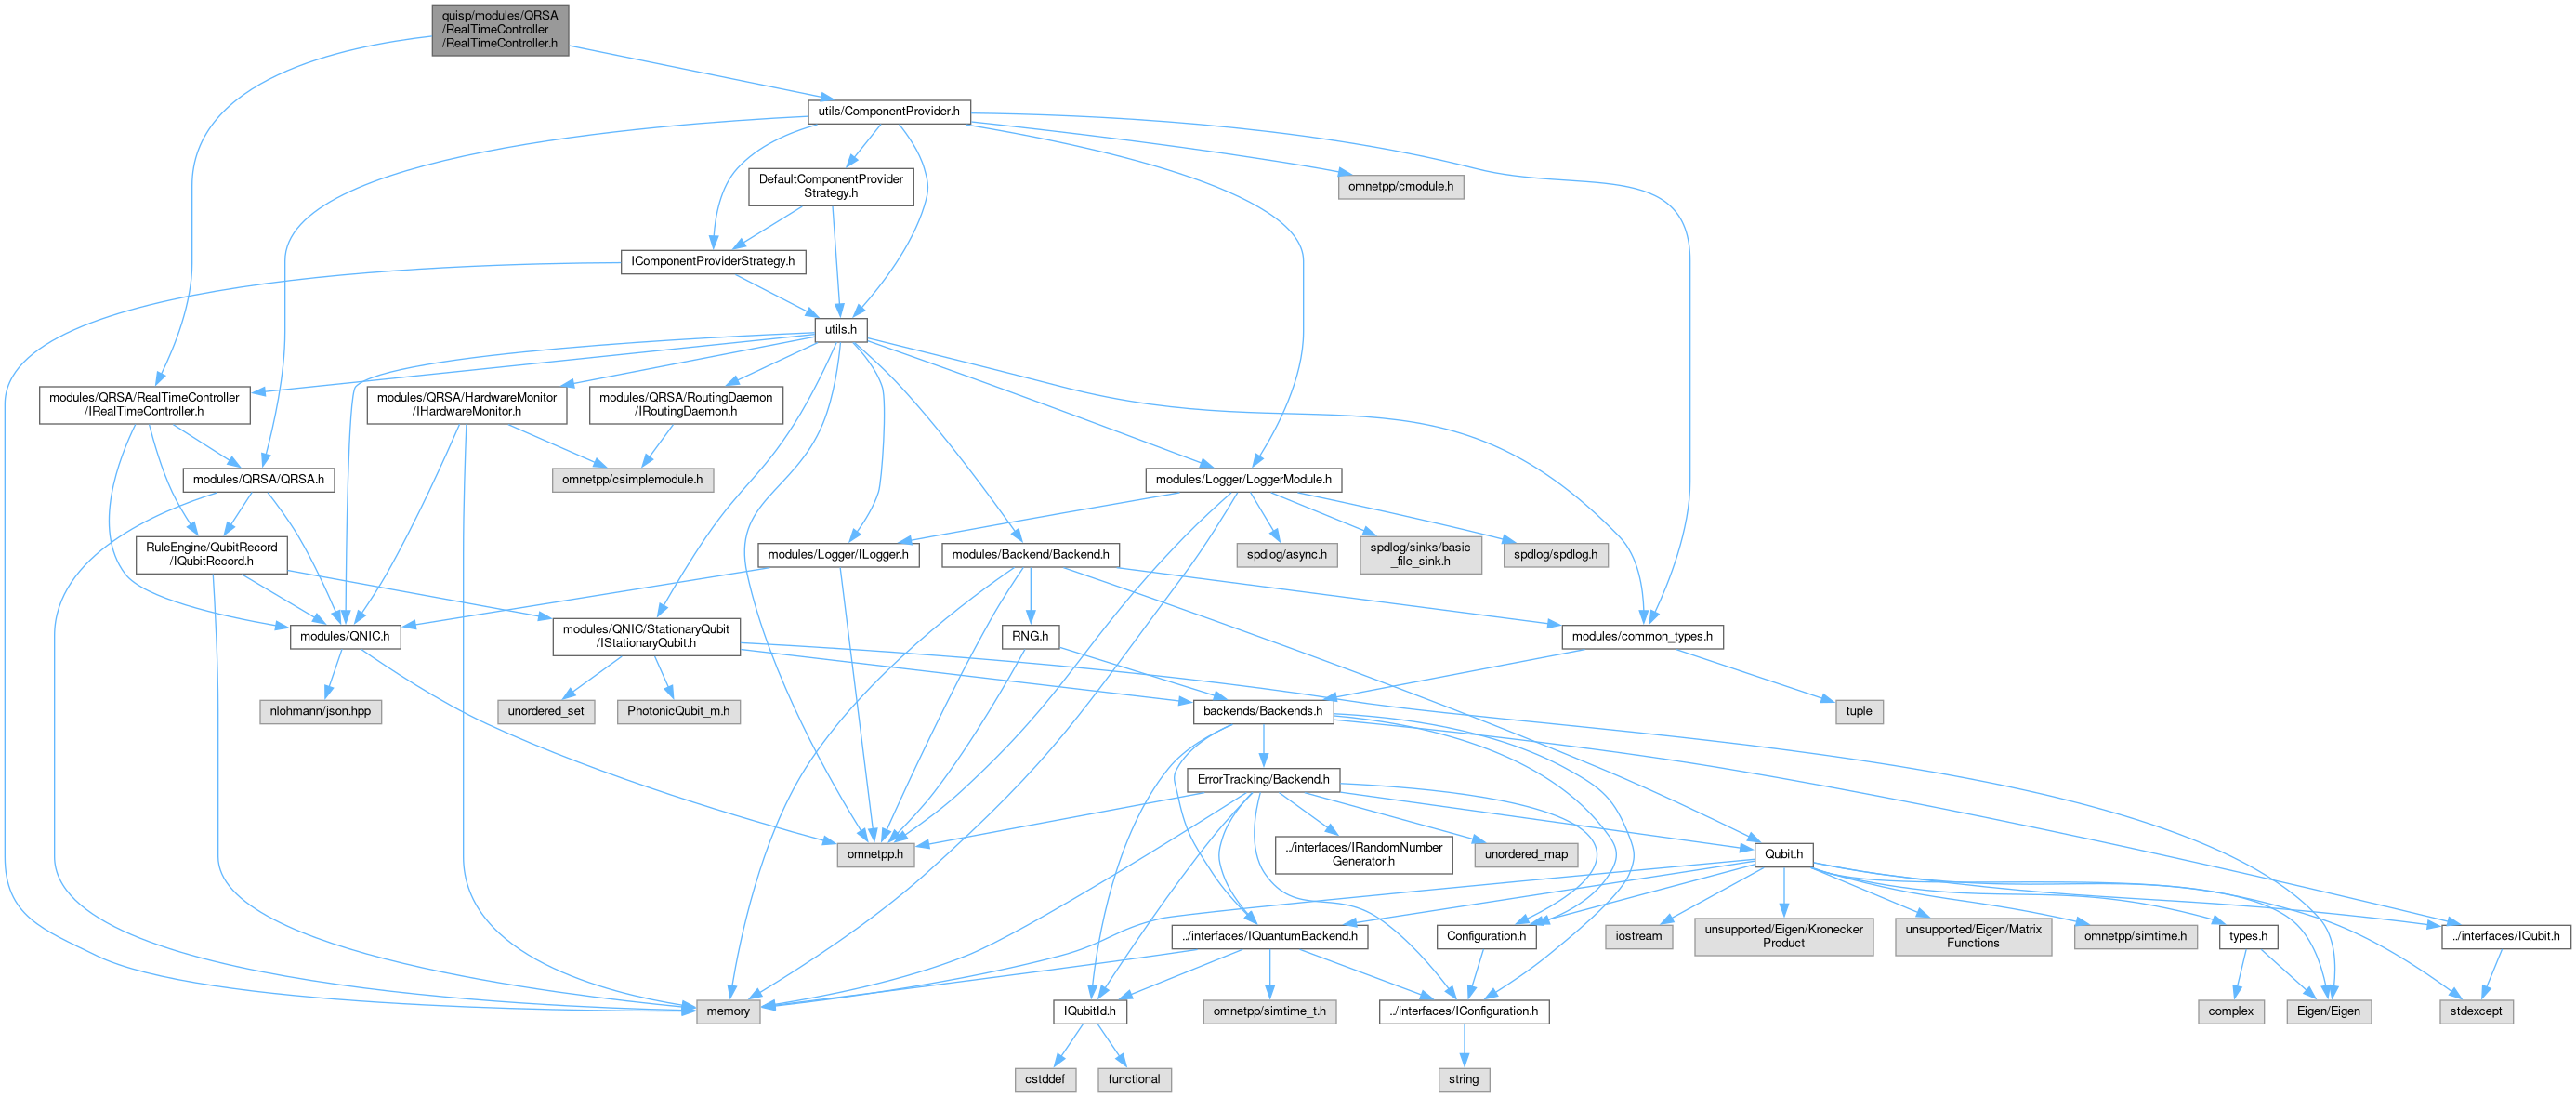 quisp/modules/QRSA
/RealTimeController
/RealTimeController.h
utils/ComponentProvider.h
DefaultComponentProvider
Strategy.h
omnetpp/cmodule.h
IComponentProviderStrategy.h
utils.h
modules/QRSA/RealTimeController
/IRealTimeController.h
modules/QRSA/HardwareMonitor
/IHardwareMonitor.h
modules/QRSA/RoutingDaemon
/IRoutingDaemon.h
modules/QRSA/QRSA.h
omnetpp/csimplemodule.h
modules/Logger/LoggerModule.h
RuleEngine/QubitRecord
/IQubitRecord.h
modules/Logger/ILogger.h
modules/Backend/Backend.h
spdlog/async.h
spdlog/sinks/basic
_file_sink.h
spdlog/spdlog.h
modules/QNIC.h
modules/QNIC/StationaryQubit
/IStationaryQubit.h
RNG.h
modules/common_types.h
nlohmann/json.hpp
unordered_set
PhotonicQubit_m.h
backends/Backends.h
tuple
ErrorTracking/Backend.h
omnetpp.h
../interfaces/IRandomNumber
Generator.h
unordered_map
Qubit.h
../interfaces/IQuantumBackend.h
Configuration.h
iostream
unsupported/Eigen/Kronecker
Product
unsupported/Eigen/Matrix
Functions
omnetpp/simtime.h
types.h
../interfaces/IQubit.h
memory
IQubitId.h
omnetpp/simtime_t.h
../interfaces/IConfiguration.h
complex
Eigen/Eigen
stdexcept
cstddef
functional
string